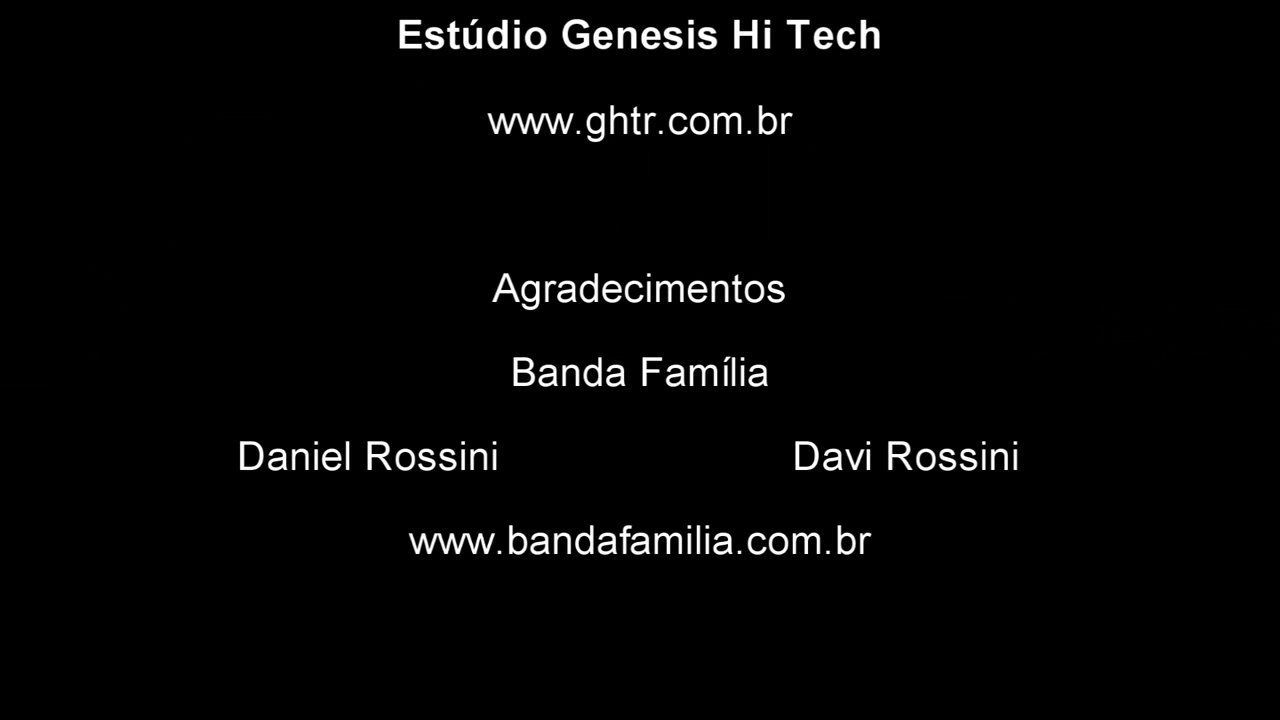 Estúdio Genesis Hi Tech
www.ghtr.com.br
Agradecimentos
Banda Família
Daniel Rossini Davi Rossini
www.bandafamilia.com.br